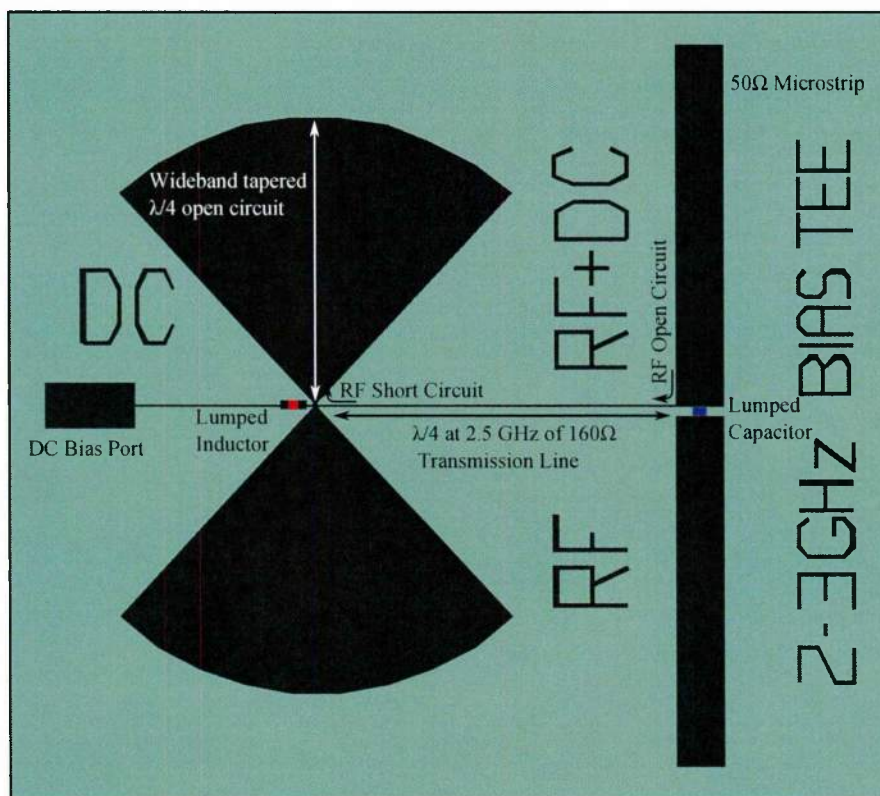 50Ω Microstrip
Wideband tapered
λ/4 open circuit
DC
RF+DC
RF Open Circuit
2-3GHz BIAS TEE
RF Short Circuit
Lumped
Inductor
DC Bias Port
λ/4 at 2.5 GHz of 160Ω
Transmission Line
Lumped
Capacitor
RF